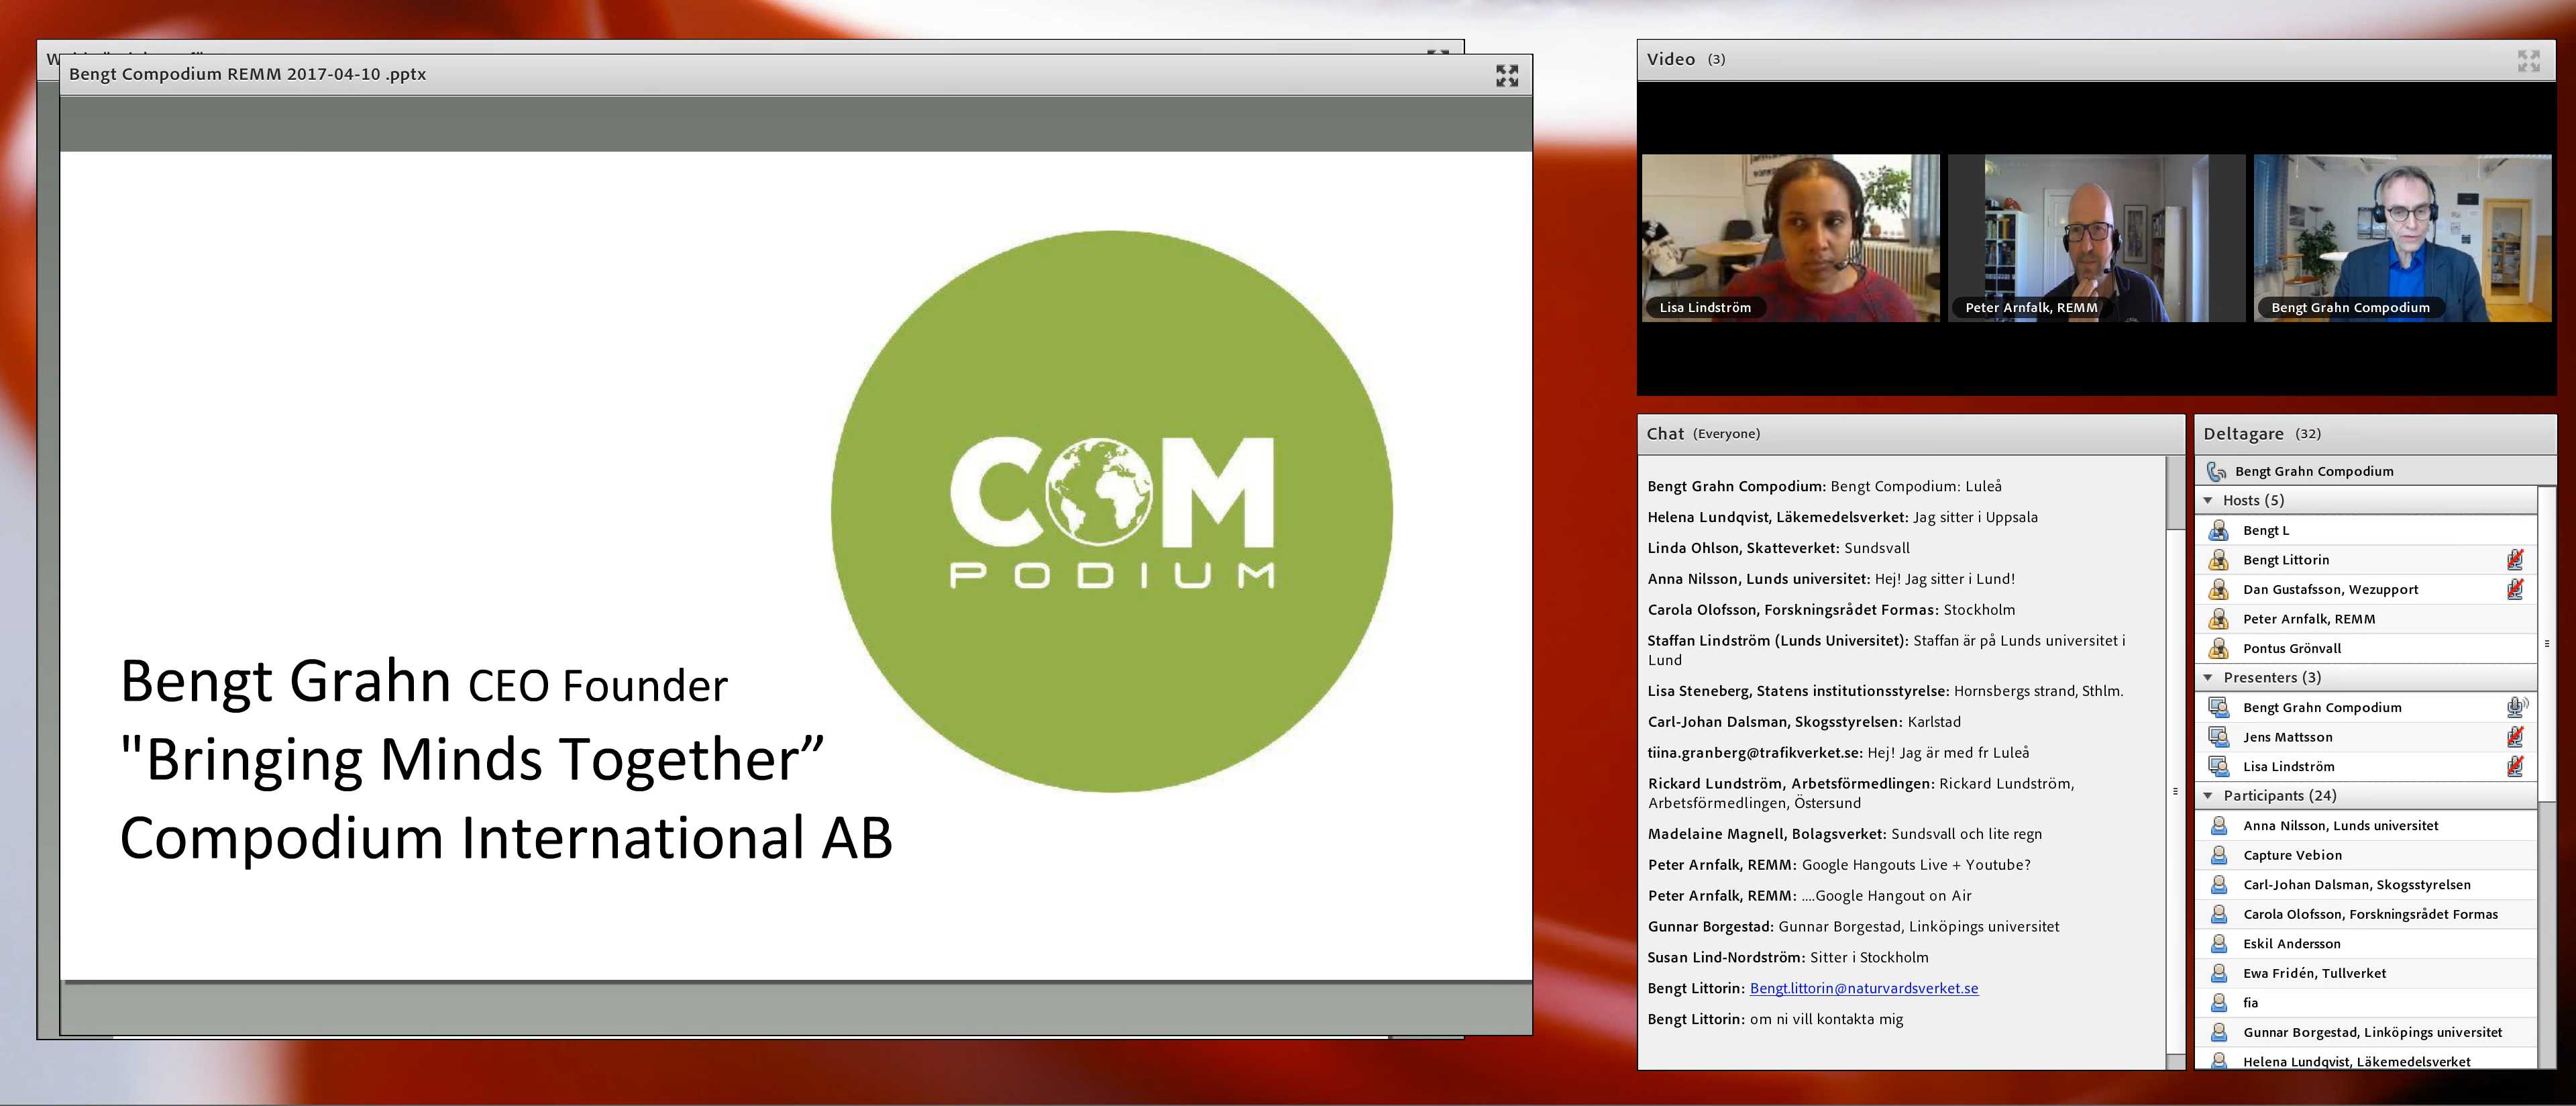 Bengt Compodium REMM 2017-04-10 .pptx
COM
PODIUM
Bengt Grahn CEO Founder
"Bringing Minds Together”
Compodium International AB
Video (3)
Lisa Lindström
Peter Arnfalk, REMM
Bengt Grahn Compodium
Chat (Everyone)
Bengt Grahn Compodium: Bengt Compodium: Luleå
Helena Lundqvist, Läkemedelsverket: Jag sitter i Uppsala
Linda Ohlson, Skatteverket: Sundsvall
Anna Nilsson, Lunds universitet: Hej! Jag sitter i Lund!
Carola Olofsson, Forskningsrådet Formas: Stockholm
Staffan Lindström (Lunds Universitet): Staffan är på Lunds universitet i
Lund
Lisa Steneberg, Statens institutionsstyrelse: Hornsbergs strand, Sthlm.
Carl-Johan Dalsman, Skogsstyrelsen: Karlstad
tiina.granberg@trafikverket.se: Hej! Jag är med fr Luleå
Rickard Lundström, Arbetsförmedlingen: Rickard Lundström,
Arbetsförmedlingen, Östersund
Madelaine Magnell, Bolagsverket: Sundsvall och lite regn
Peter Arnfalk, REMM: Google Hangouts Live + Youtube?
Peter Arnfalk, REMM: ....Google Hangout on Air
Gunnar Borgestad: Gunnar Borgestad, Linköpings universitet
Susan Lind-Nordström: Sitter i Stockholm
Bengt Littorin: Bengt.littorin@naturvardsverket.se
Bengt Littorin: om ni vill kontakta mig
Deltagare (32)
Bengt Grahn Compodium
Hosts (5)
Bengt L
Bengt Littorin
Dan Gustafsson, Wezupport
Peter Arnfalk, REMM
Pontus Grönvall
Presenters (3)
Bengt Grahn Compodium
Jens Mattsson
Lisa Lindström
Participants (24)
Anna Nilsson, Lunds universitet
Capture Vebion
Carl-Johan Dalsman, Skogsstyrelsen
Carola Olofsson, Forskningsrådet Formas
Eskil Andersson
Ewa Fridén, Tullverket
fia
Gunnar Borgestad, Linköpings universitet
Helena Lundqvist, Läkemedelsverket